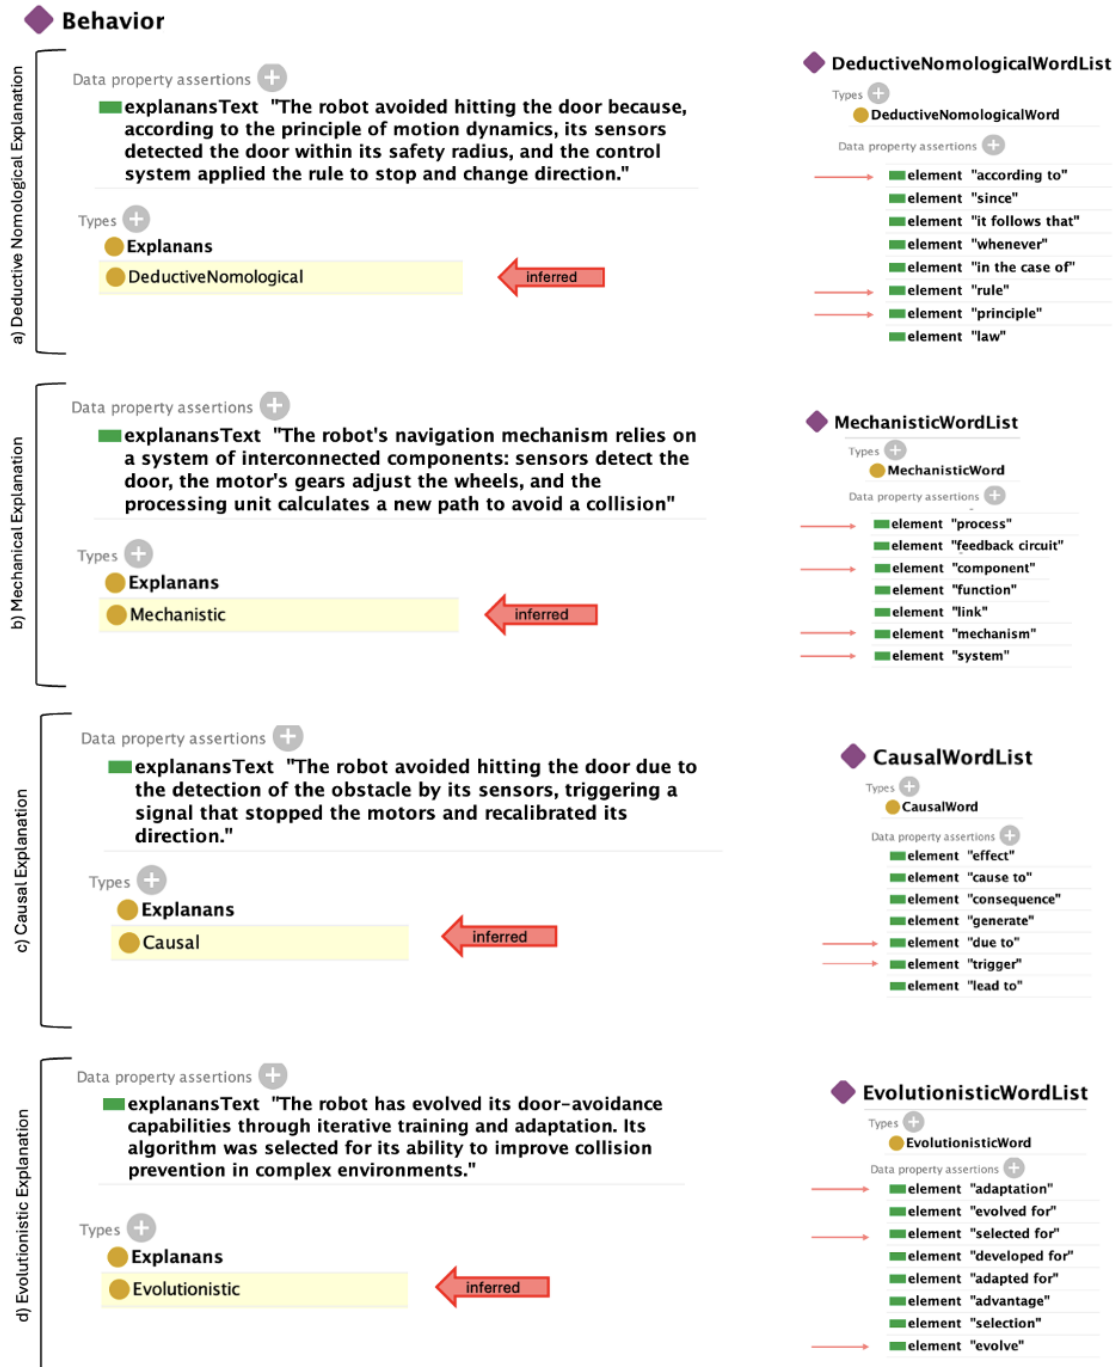 Behavior
a) Deductive Nomological Explanation
Data property assertions
explanansText "The robot avoided hitting the door because,
according to the principle of motion dynamics, its sensors
detected the door within its safety radius, and the control
system applied the rule to stop and change direction."
Types
Explanans
DeductiveNomological
inferred
DeductiveNomologicalWordList
Types
DeductiveNomologicalWord
Data property assertions
element "according to"
element "since"
element "it follows that"
element "whenever"
element "in the case of"
element "rule"
element "principle"
element "law"
b) Mechanical Explanation
Data property assertions
explanansText "The robot's navigation mechanism relies on
a system of interconnected components: sensors detect the
door, the motor's gears adjust the wheels, and the
processing unit calculates a new path to avoid a collision"
Types
Explanans
Mechanistic
inferred
MechanisticWordList
Types
MechanisticWord
Data property assertions
element "process"
element "feedback circuit"
element "component"
element "function"
element "link"
element "mechanism"
element "system"
c) Causal Explanation
Data property assertions
explanansText "The robot avoided hitting the door due to
the detection of the obstacle by its sensors, triggering a
signal that stopped the motors and recalibrated its
direction."
Types
Explanans
Causal
inferred
CausalWordList
Types
CausalWord
Data property assertions
element "effect"
element "cause to"
element "consequence"
element "generate"
element "due to"
element "trigger"
element "lead to"
d) Evolutionistic Explanation
Data property assertions
explanansText "The robot has evolved its door-avoidance
capabilities through iterative training and adaptation. Its
algorithm was selected for its ability to improve collision
prevention in complex environments."
Types
Explanans
Evolutionistic
inferred
EvolutionisticWordList
Types
EvolutionisticWord
Data property assertions
element "adaptation"
element "evolved for"
element "selected for"
element "developed for"
element "adapted for"
element "advantage"
element "selection"
element "evolve"